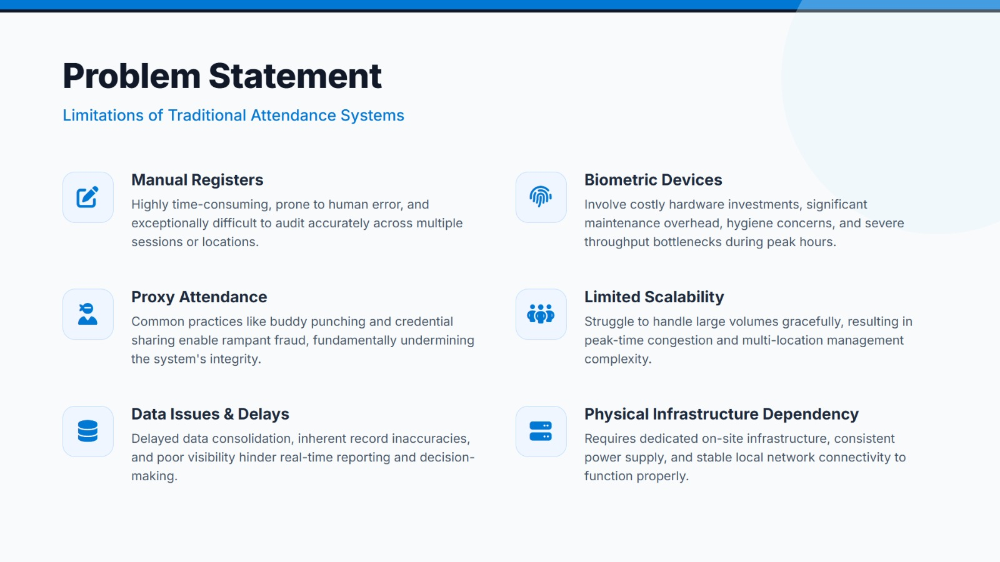 Problem Statement
Limitations of Traditional Attendance Systems
Manual Registers
Highly time-consuming, prone to human error, and
exceptionally difficult to audit accurately across multiple
sessions or locations.
Biometric Devices
Involve costly hardware investments, significant
maintenance overhead, hygiene concerns, and severe
throughput bottlenecks during peak hours.
Proxy Attendance
Common practices like buddy punching and credential
sharing enable rampant fraud, fundamentally undermining
the system's integrity.
Limited Scalability
Struggle to handle large volumes gracefully, resulting in
peak-time congestion and multi-location management
complexity.
Data Issues & Delays
Delayed data consolidation, inherent record inaccuracies,
and poor visibility hinder real-time reporting and decision-
making.
Physical Infrastructure Dependency
Requires dedicated on-site infrastructure, consistent
power supply, and stable local network connectivity to
function properly.